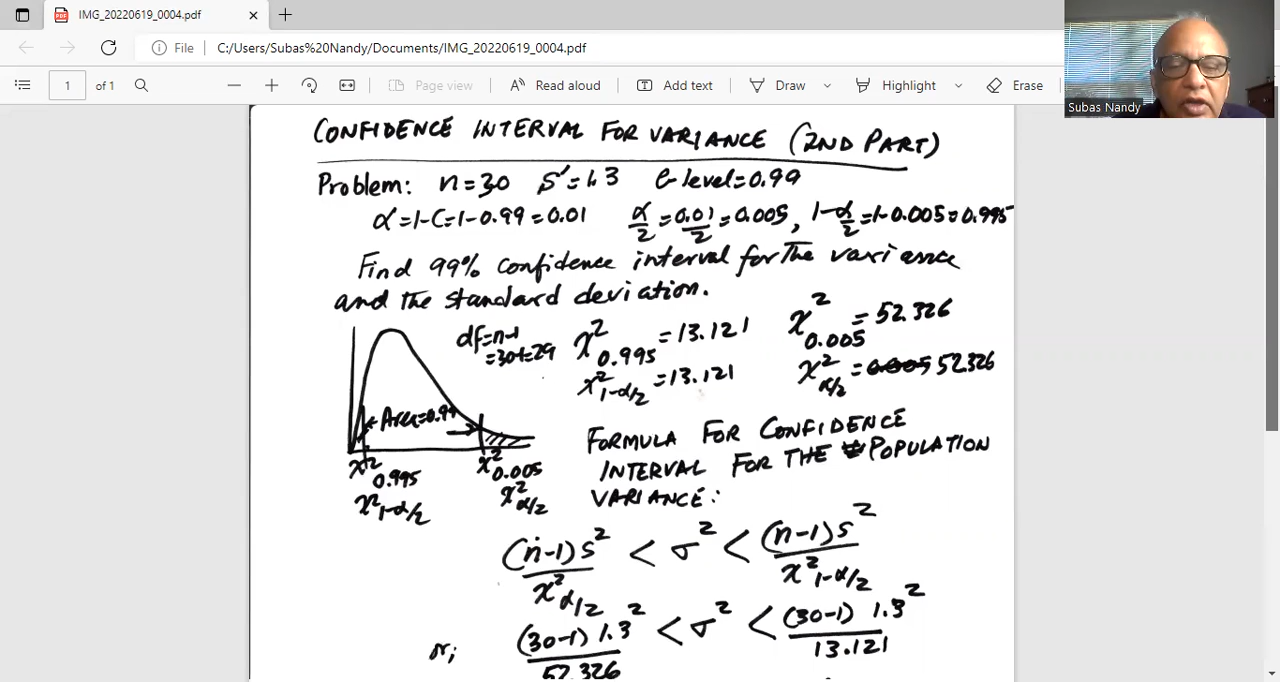 IMG_20220619_0004.pdf
File C:/Users/Subas%20Nandy/Documents/IMG_20220619_0004.pdf
1 of 1 Page view Read aloud Add text Draw Highlight Erase
Subas Nandy
CONFIDENCE INTERVAL FOR VARIANCE (2ND PART)
Problem: n=30 S=1.3 C-level=0.99
α=1-C=1-0.99=0.01 α/2=0.01/2=0.005, 1-α/2=1-0.005=0.995
Find 99% confidence interval for the variance
and the standard deviation.
df=n-1
=30-1=29
χ²0.995=13.121 χ²0.005=52.326
χ²1-α/2=13.121 χ²α/2=52.326
Area=0.99
χ²0.995 χ²0.005
χ²1-α/2 χ²α/2
FORMULA FOR CONFIDENCE
INTERVAL FOR THE POPULATION
VARIANCE:
(n-1)S²/χ²α/2 < σ² < (n-1)S²/χ²1-α/2
or, (30-1)1.3²/52.326 < σ² < (30-1)1.3²/13.121